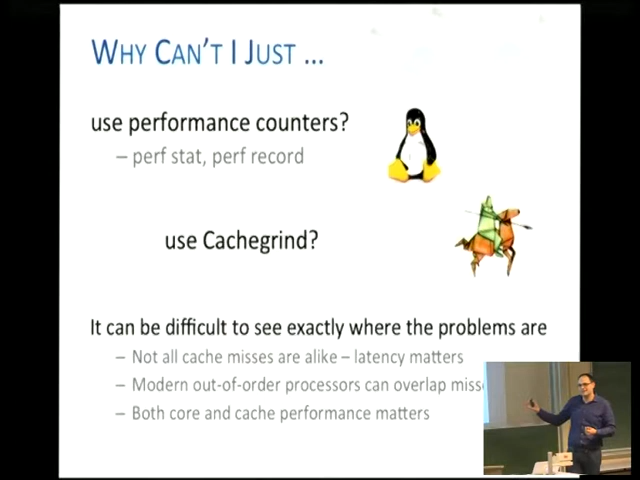 WHY CAN'T I JUST ...
use performance counters?
– perf stat, perf record
use Cachegrind?
It can be difficult to see exactly where the problems are
– Not all cache misses are alike – latency matters
– Modern out-of-order processors can overlap
– Both core and cache performance matters